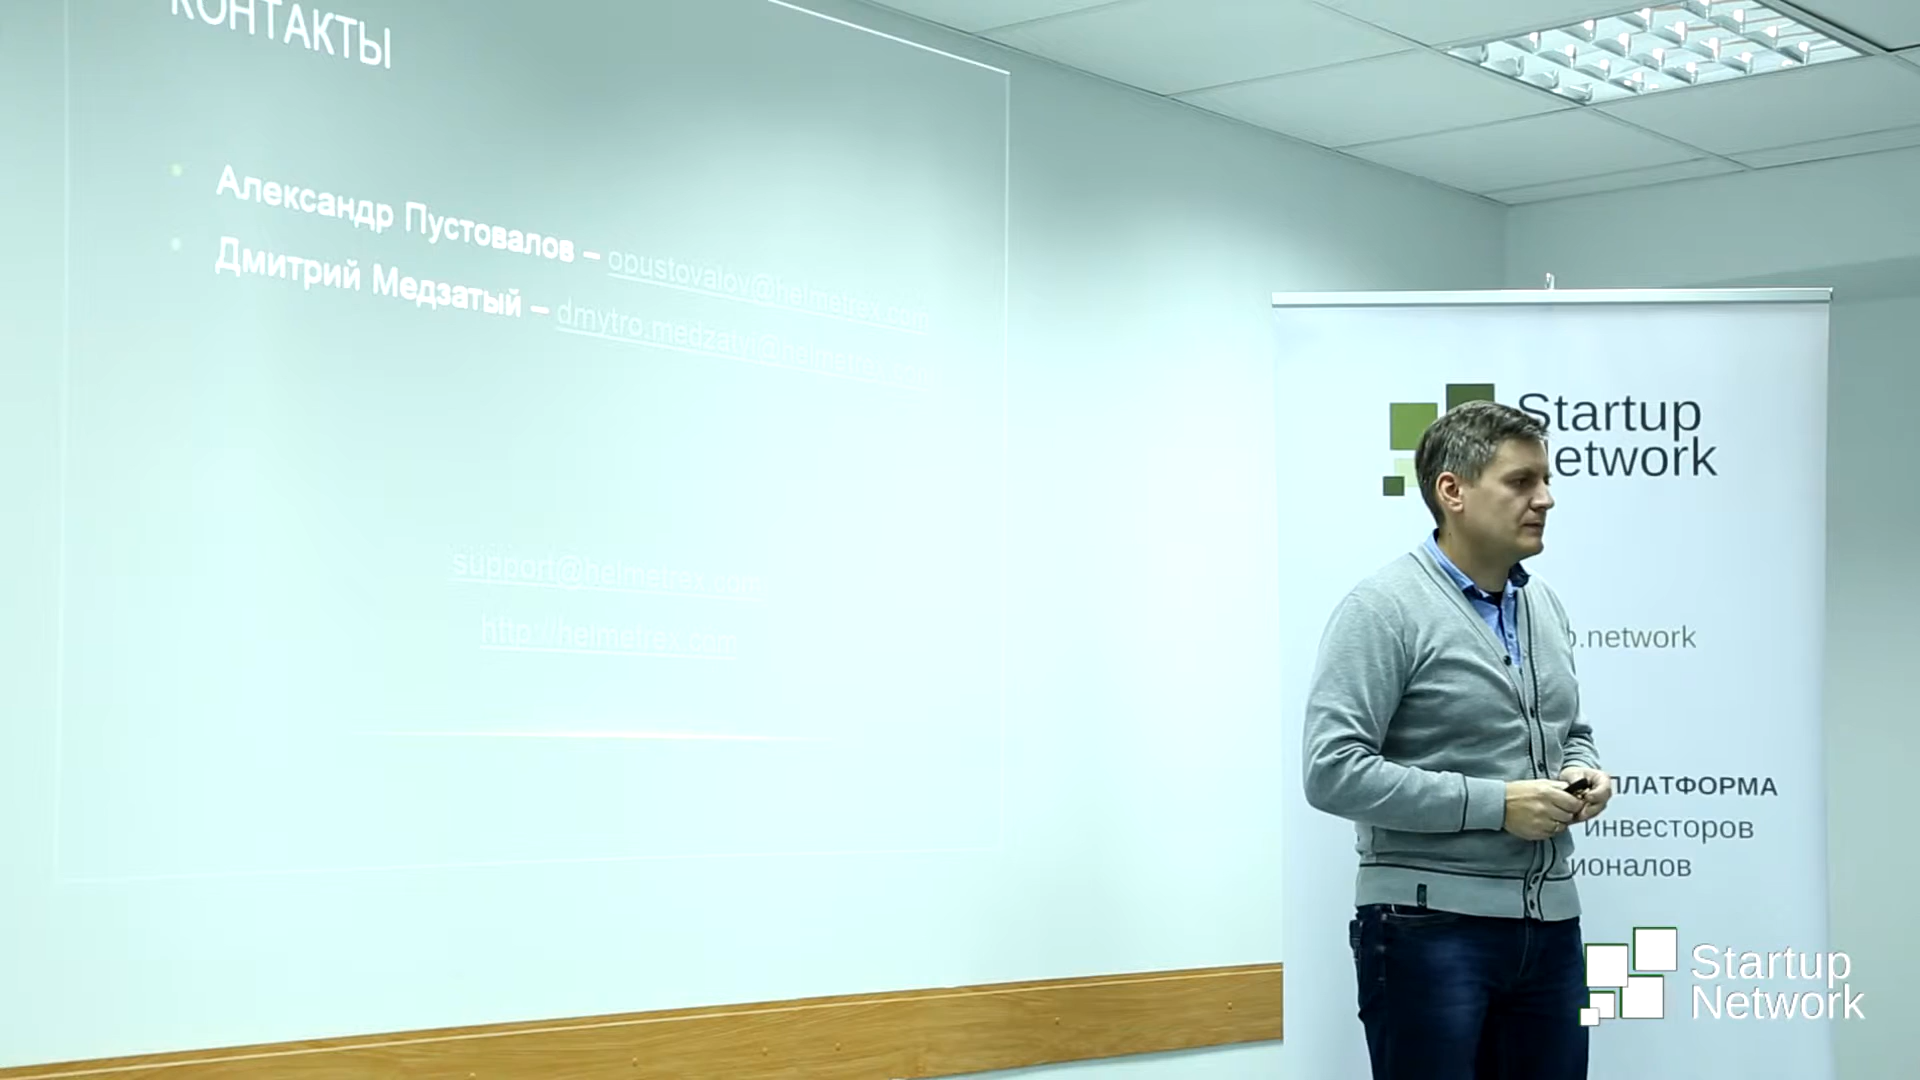 КОНТАКТЫ
Александр Пустовалов – opustovalov@helmetrex.com
Дмитрий Медзатый – dmytro.medzatyi@helmetrex.com
support@helmetrex.com
http://helmetrex.com
Startup
etwork
.network
ПЛАТФОРМА
инвесторов
ионалов
Startup
Network